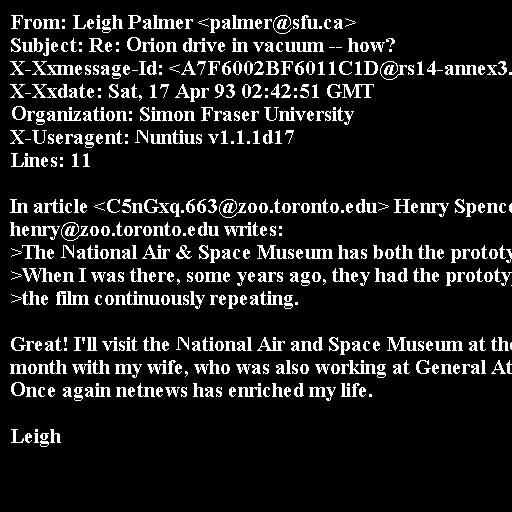 From: Leigh Palmer <palmer@sfu.ca>
Subject: Re: Orion drive in vacuum -- how?
X-Xxmessage-Id: <A7F6002BF6011C1D@rs14-annex3.
X-Xxdate: Sat, 17 Apr 93 02:42:51 GMT
Organization: Simon Fraser University
X-Useragent: Nuntius v1.1.1d17
Lines: 11

In article <C5nGxq.663@zoo.toronto.edu> Henry Spence
henry@zoo.toronto.edu writes:
>The National Air & Space Museum has both the prototy
>When I was there, some years ago, they had the prototy
>the film continuously repeating.

Great! I'll visit the National Air and Space Museum at the
month with my wife, who was also working at General At
Once again netnews has enriched my life.

Leigh